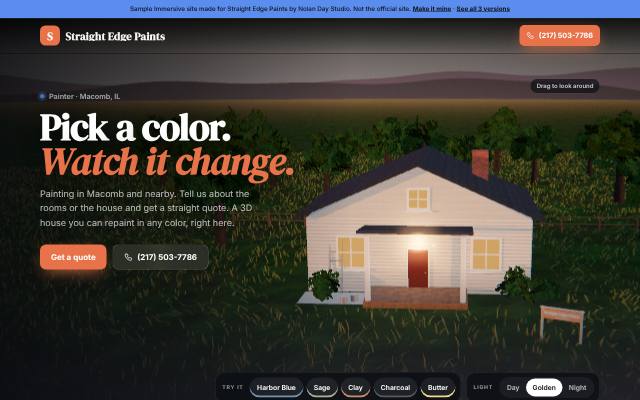 Sample Immersive site made for Straight Edge Paints by Nolan Day Studio. Not the official site. Make it mine · See all 3 versions
S Straight Edge Paints
(217) 503-7786
Drag to look around
Painter · Macomb, IL
Pick a color.
Watch it change.
Painting in Macomb and nearby. Tell us about the
rooms or the house and get a straight quote. A 3D
house you can repaint in any color, right here.
Get a quote
(217) 503-7786
TRY IT Harbor Blue Sage Clay Charcoal Butter
LIGHT Day Golden Night